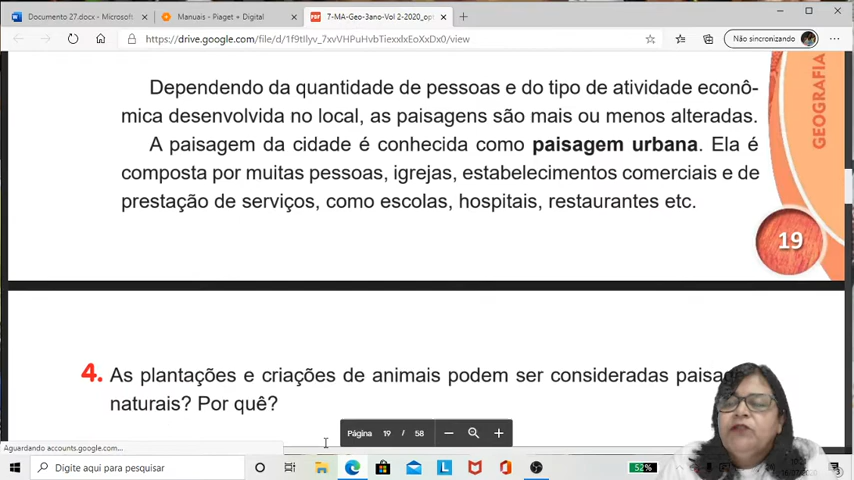 Documento 27.docx - Microsoft
Manuais - Piaget + Digital
PDF 7-MA-Geo-3ano-Vol 2-2020_opt
https://drive.google.com/file/d/1f9tIlyv_7xvVHPuHvbTiexxlxEoXxDx0/view
Não sincronizando
Dependendo da quantidade de pessoas e do tipo de atividade econô-
mica desenvolvida no local, as paisagens são mais ou menos alteradas.
A paisagem da cidade é conhecida como paisagem urbana. Ela é
composta por muitas pessoas, igrejas, estabelecimentos comerciais e de
prestação de serviços, como escolas, hospitais, restaurantes etc.
GEOGRAFIA
19
4. As plantações e criações de animais podem ser consideradas
naturais? Por quê?
Página 19 / 58
Aguardando accounts.google.com...
Digite aqui para pesquisar
52%